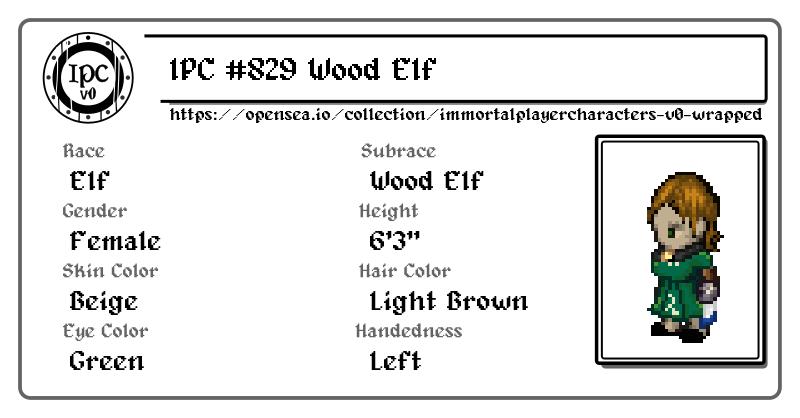 IPC
v0
IPC #829 Wood Elf
https://opensea.io/collection/immortalplayercharacters-v0-wrapped
Race
Subrace
Elf
Wood Elf
Gender
Height
Female
6'3"
Skin Color
Hair Color
Beige
Light Brown
Eye Color
Handedness
Green
Left